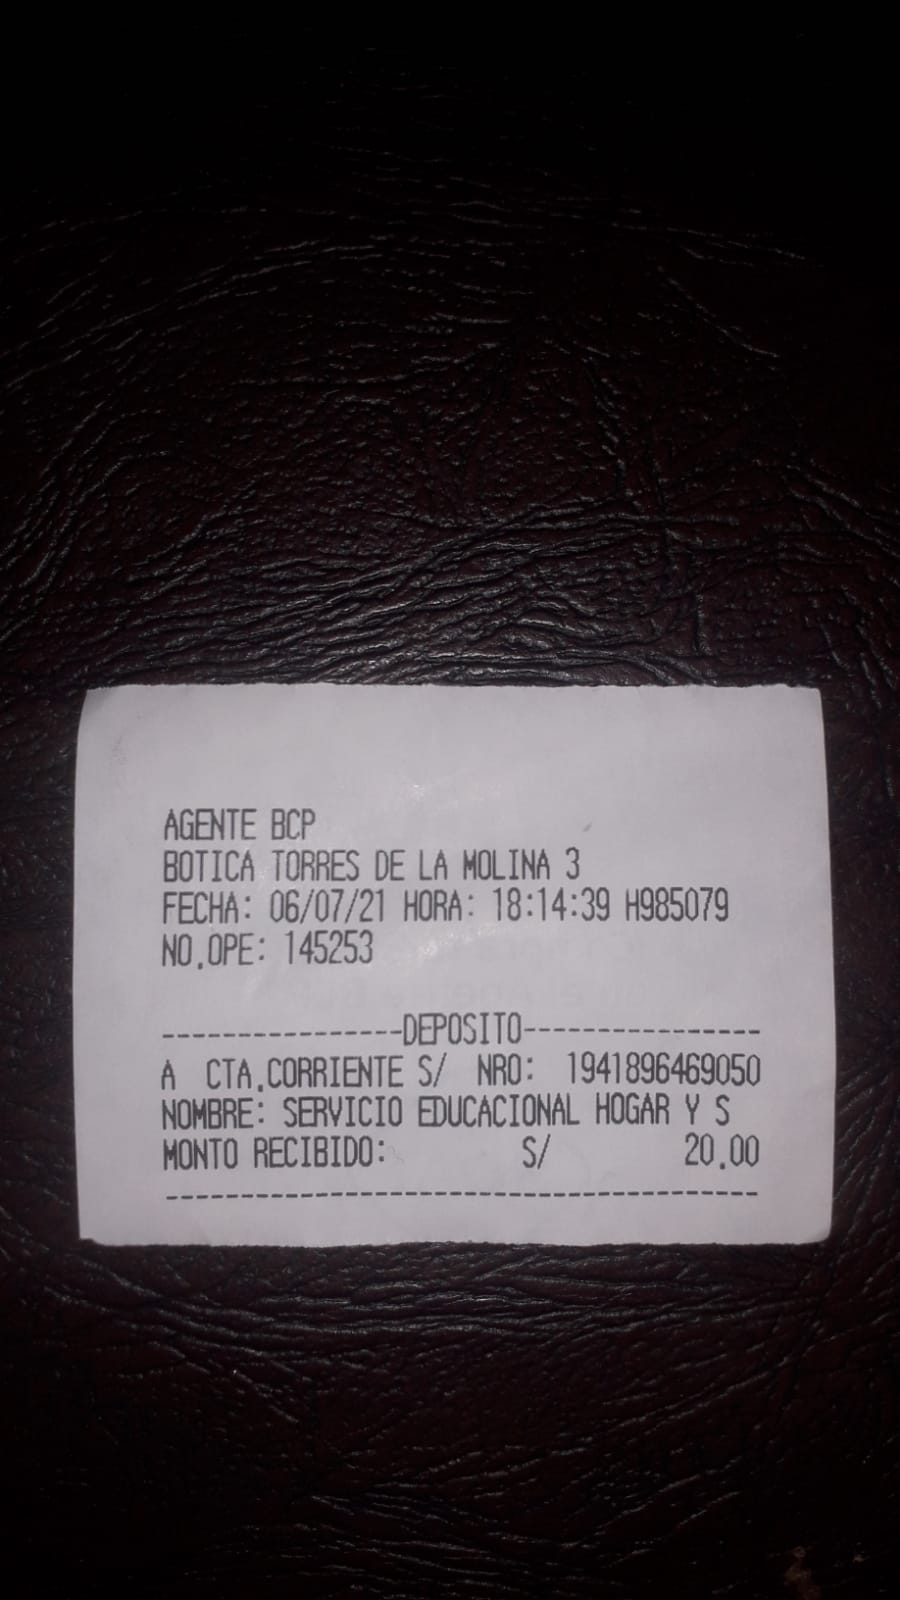 AGENTE BCP
BOTICA TORRES DE LA MOLINA 3
FECHA: 06/07/21 HORA: 18:14:39 H985079
NO.OPE: 145253
----------------DEPOSITO----------------
A CTA.CORRIENTE S/ NRO: 1941896469050
NOMBRE: SERVICIO EDUCACIONAL HOGAR Y S
MONTO RECIBIDO: S/ 20.00
----------------------------------------